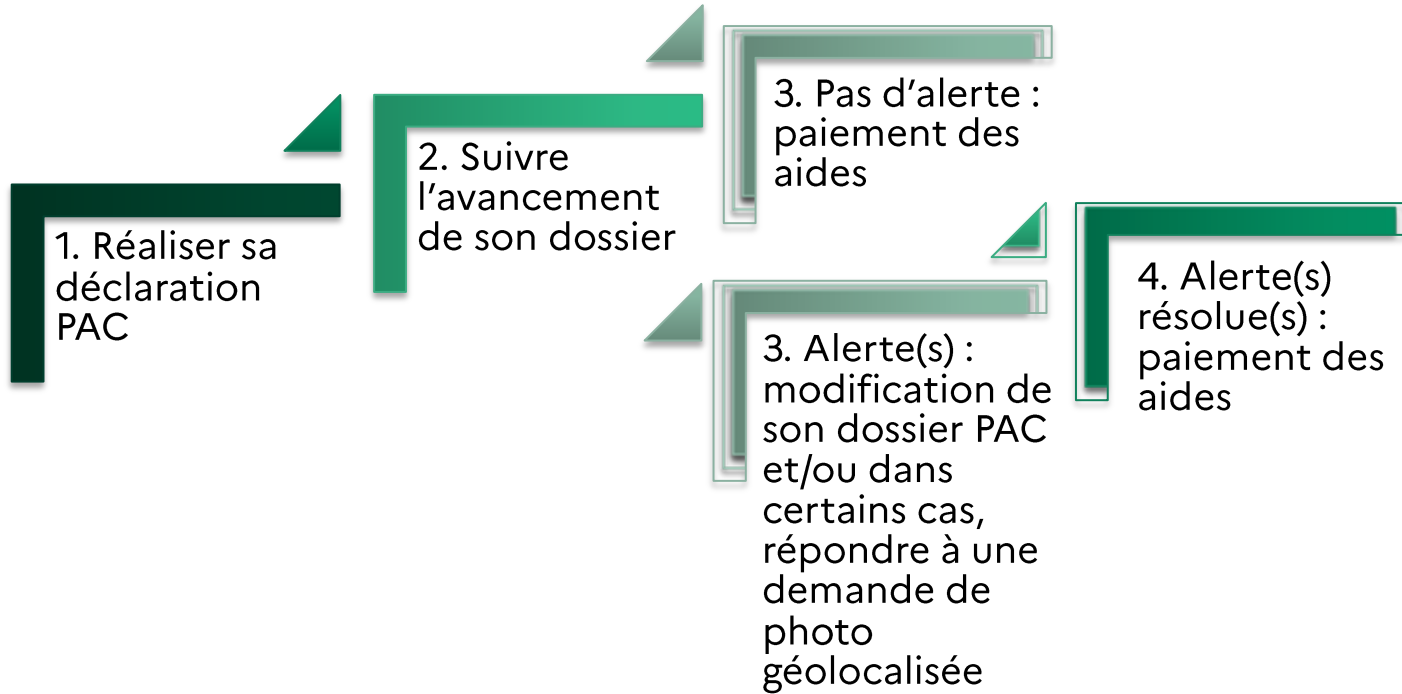 1. Réaliser sa
déclaration
PAC
2. Suivre
l’avancement
de son dossier
3. Pas d’alerte :
paiement des
aides
3. Alerte(s) :
modification de
son dossier PAC
et/ou dans
certains cas,
répondre à une
demande de
photo
géolocalisée
4. Alerte(s)
résolue(s) :
paiement des
aides